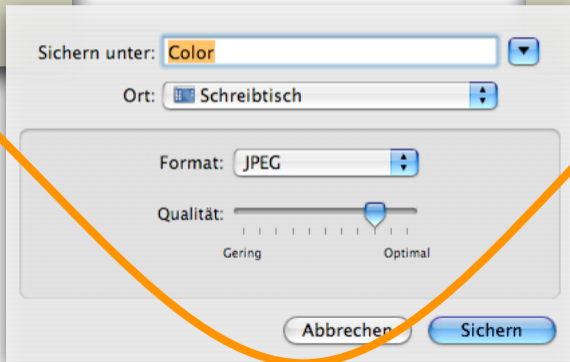 Sichern unter: Color
Ort: Schreibtisch
Format: JPEG
Qualität:
Gering Optimal
Abbrechen Sichern